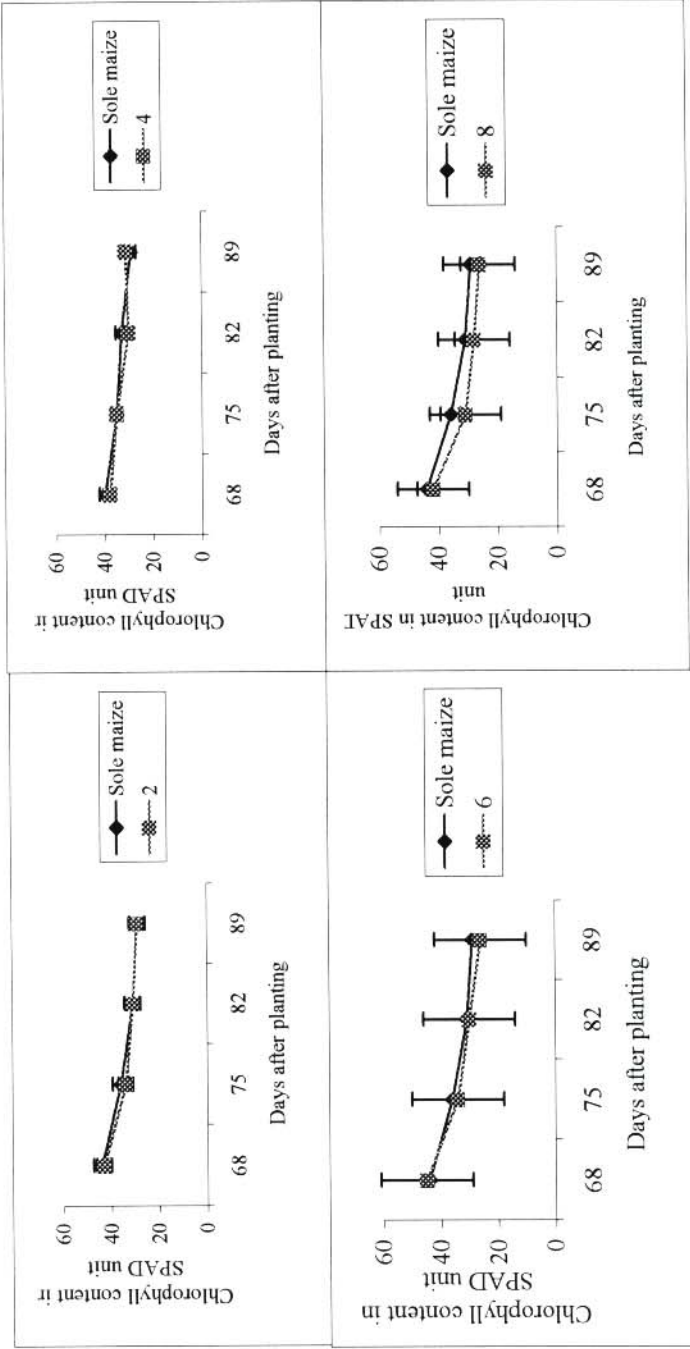 Chlorophyll content ir
SPAD unit
60
40
20
0
68
75
82
89
Days after planting
Sole maize
2
Chlorophyll content ir
SPAD unit
60
40
20
0
68
75
82
89
Days after planting
Sole maize
4
Chlorophyll content in
SPAD unit
60
40
20
0
68
75
82
89
Days after planting
Sole maize
6
Chlorophyll content in SPAI
unit
60
40
20
0
68
75
82
89
Days after planting
Sole maize
8